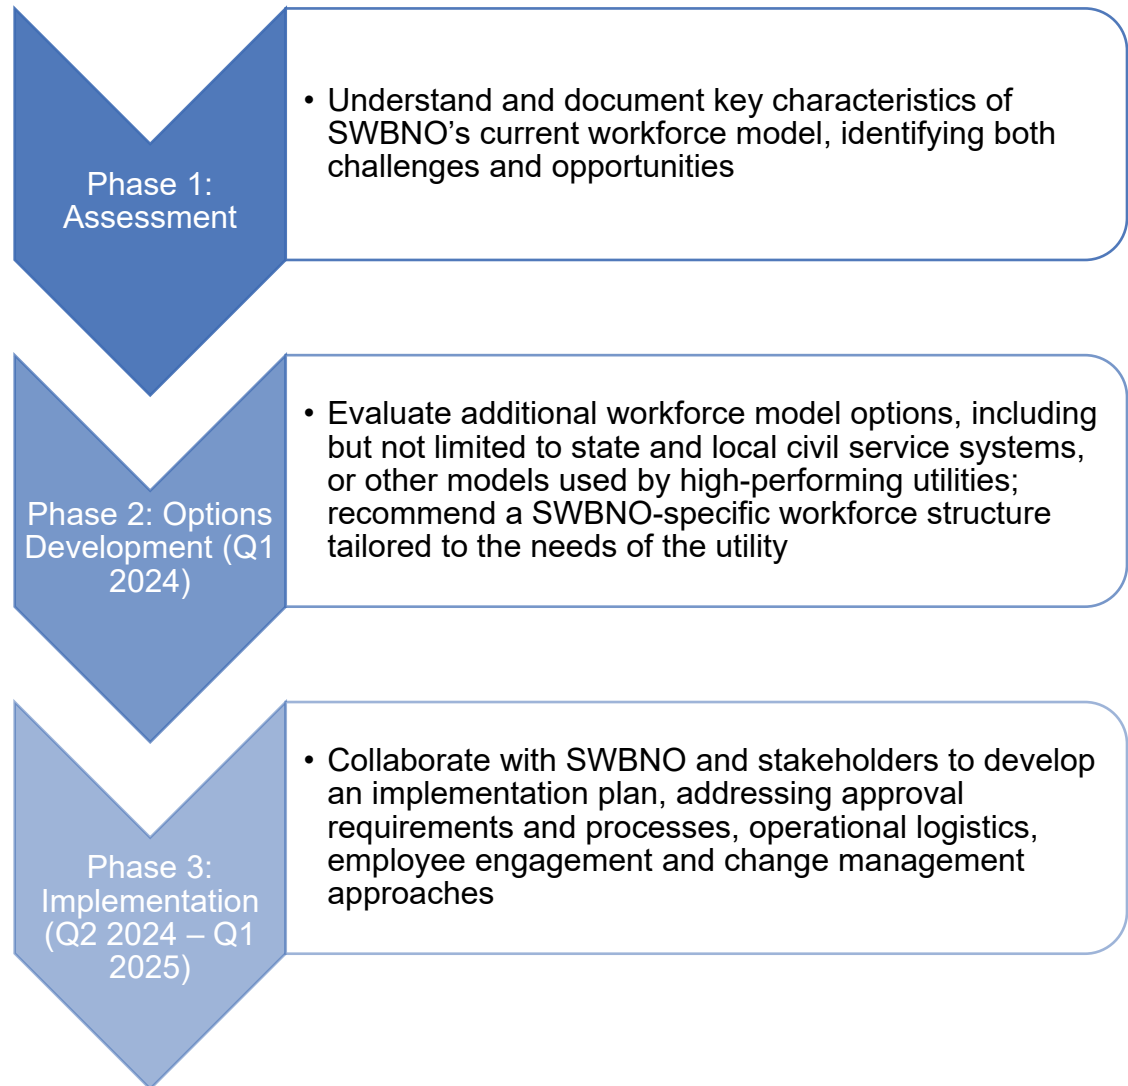 Phase 1:
Assessment
• Understand and document key characteristics of
SWBNO’s current workforce model, identifying both
challenges and opportunities
Phase 2: Options
Development (Q1
2024)
• Evaluate additional workforce model options, including
but not limited to state and local civil service systems,
or other models used by high-performing utilities;
recommend a SWBNO-specific workforce structure
tailored to the needs of the utility
Phase 3:
Implementation
(Q2 2024 – Q1
2025)
• Collaborate with SWBNO and stakeholders to develop
an implementation plan, addressing approval
requirements and processes, operational logistics,
employee engagement and change management
approaches